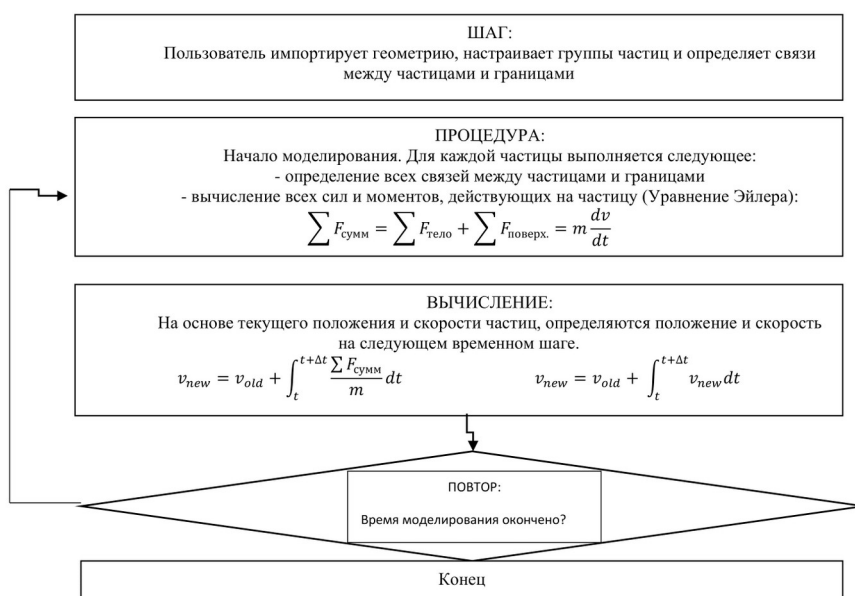 ШАГ:
Пользователь импортирует геометрию, настраивает группы частиц и определяет связи
между частицами и границами
ПРОЦЕДУРА:
Начало моделирования. Для каждой частицы выполняется следующее:
- определение всех связей между частицами и границами
- вычисление всех сил и моментов, действующих на частицу (Уравнение Эйлера):
∑ F_сумм = ∑ F_тело + ∑ F_поверх. = m dv/dt
ВЫЧИСЛЕНИЕ:
На основе текущего положения и скорости частиц, определяются положение и скорость
на следующем временном шаге.
v_new = v_old + ∫_t^{t+Δt} (∑ F_сумм / m) dt    v_new = v_old + ∫_t^{t+Δt} v_new dt
ПОВТОР:
Время моделирования окончено?
Конец